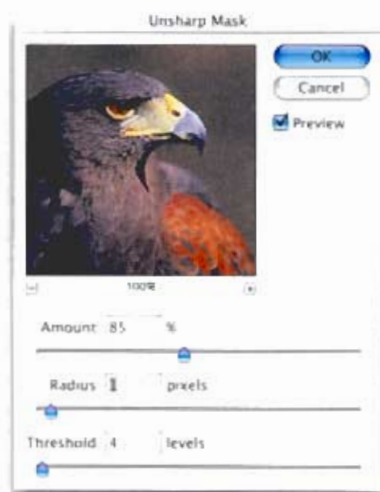 Unsharp Mask
OK
Cancel
Preview
100%
Amount 85 %
Radius 1 pixels
Threshold 4 levels